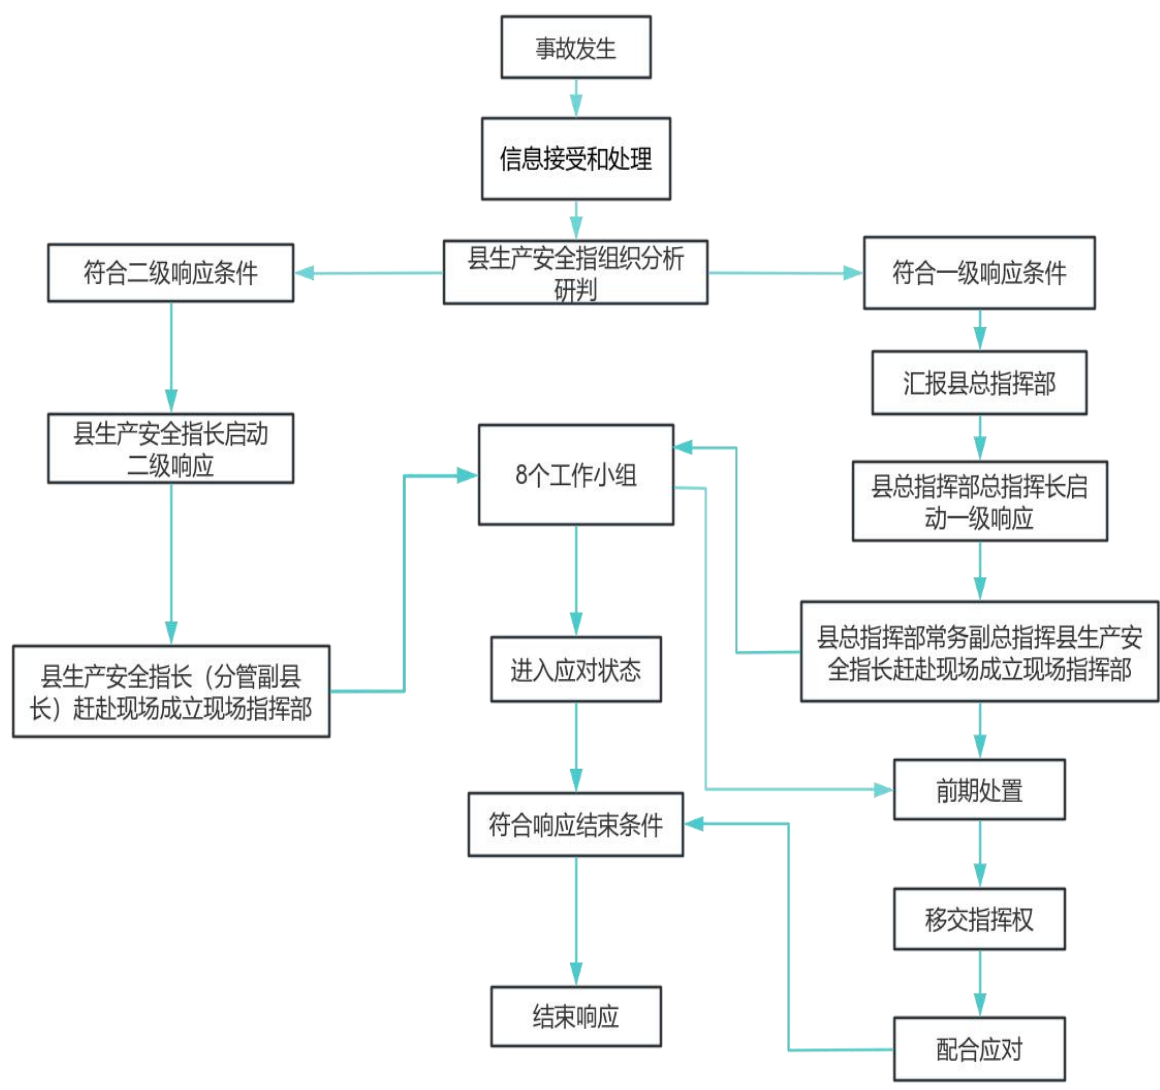 事故发生
信息接受和处理
县生产安全指组织分析
研判
符合二级响应条件
符合一级响应条件
汇报县总指挥部
县生产安全指长启动
二级响应
8个工作小组
县总指挥部总指挥长启
动一级响应
县总指挥部常务副总指挥县生产安
全指长赶赴现场成立现场指挥部
县生产安全指长（分管副县
长）赶赴现场成立现场指挥部
进入应对状态
前期处置
符合响应结束条件
移交指挥权
结束响应
配合应对